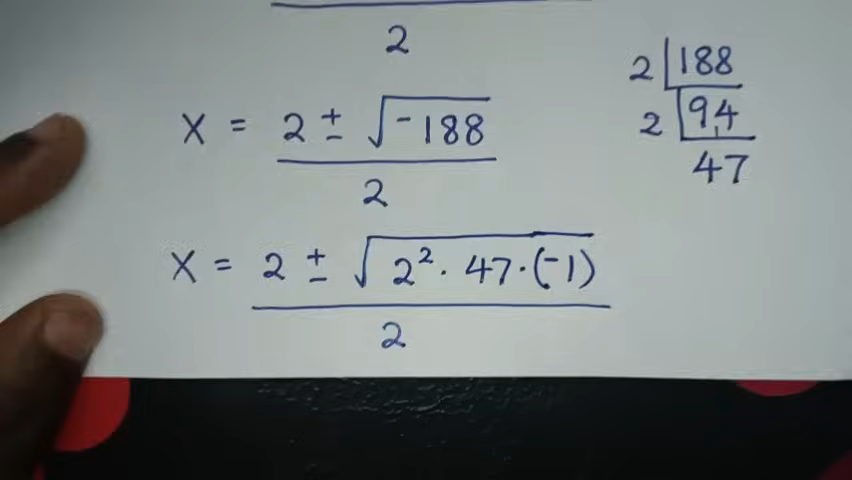 2
X = 2 ± √-188
2
X = 2 ± √2² · 47 · (-1)
2
2 | 188
2 | 94
47